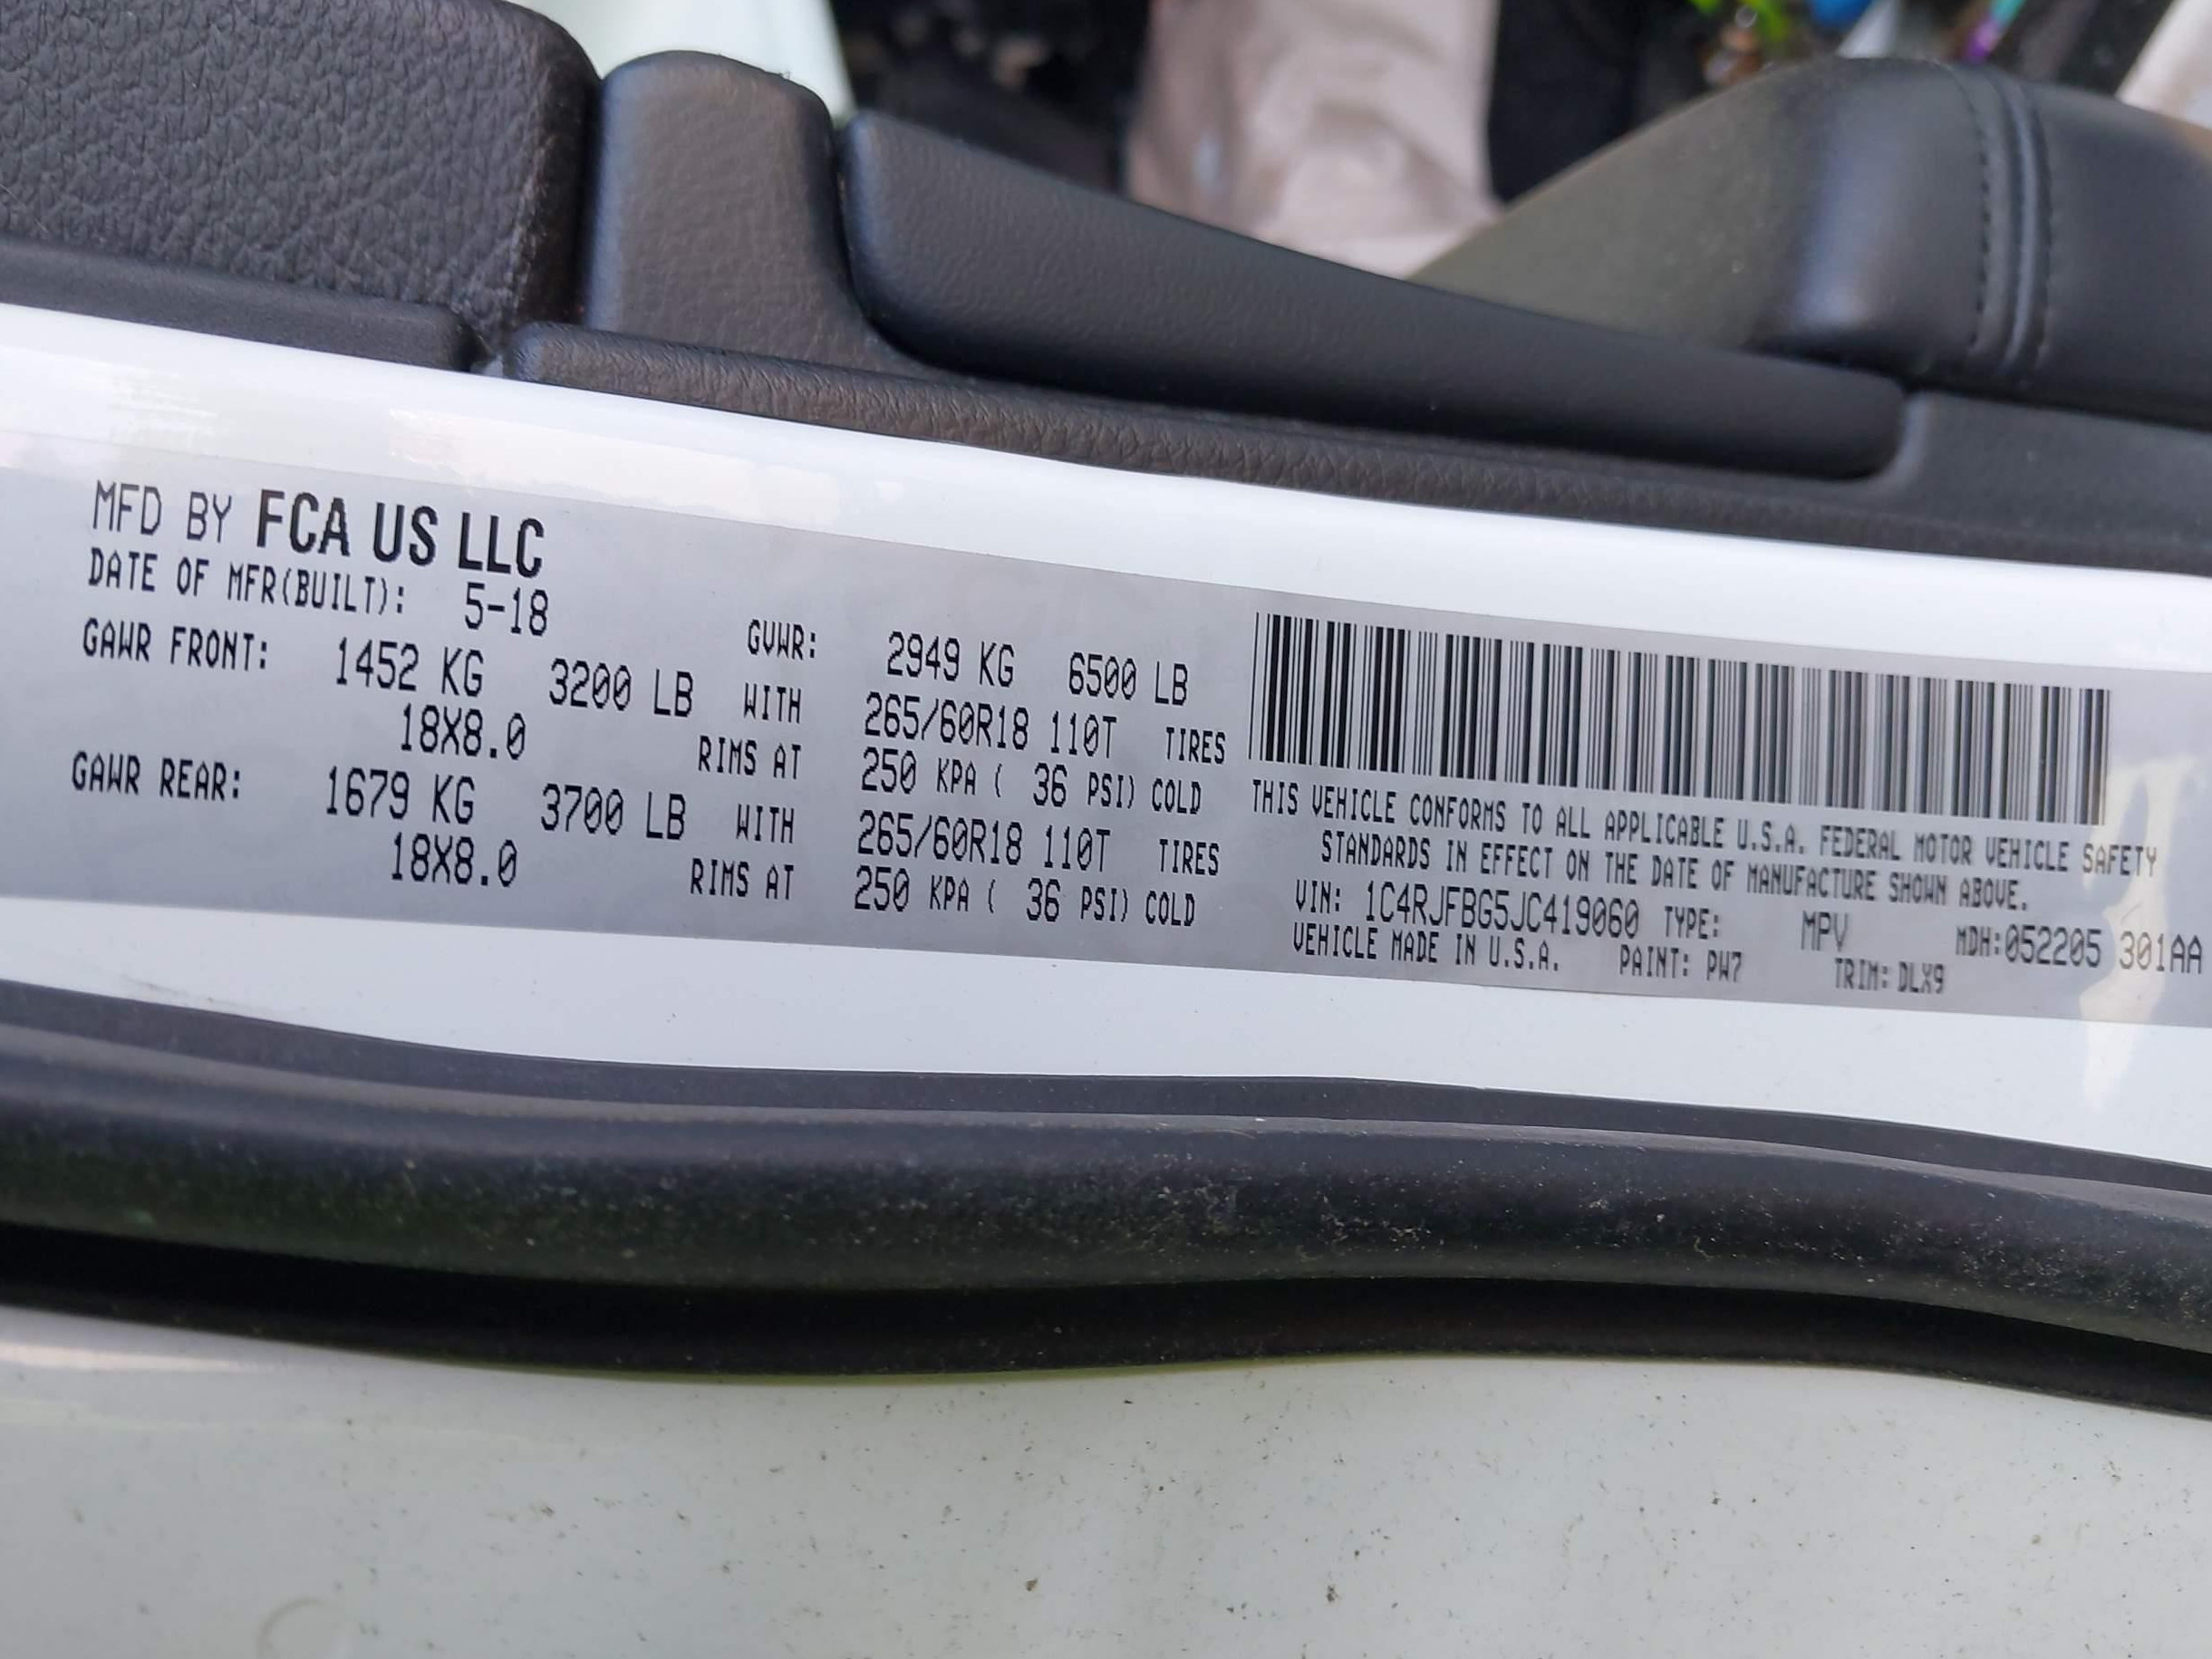 MFD BY FCA US LLC
DATE OF MFR(BUILT): 5-18 GVWR: 2949 KG 6500 LB
GAWR FRONT: 1452 KG 3200 LB WITH 265/60R18 110T TIRES
18X8.0 RIMS AT 250 KPA ( 36 PSI) COLD
GAWR REAR: 1679 KG 3700 LB WITH 265/60R18 110T TIRES
18X8.0 RIMS AT 250 KPA ( 36 PSI) COLD
THIS VEHICLE CONFORMS TO ALL APPLICABLE U.S.A. FEDERAL MOTOR VEHICLE SAFETY
STANDARDS IN EFFECT ON THE DATE OF MANUFACTURE SHOWN ABOVE.
VIN: 1C4RJFBG5JC419060 TYPE: MPV MDH:052205 301AA
VEHICLE MADE IN U.S.A. PAINT: PW7 TRIM: DLX9